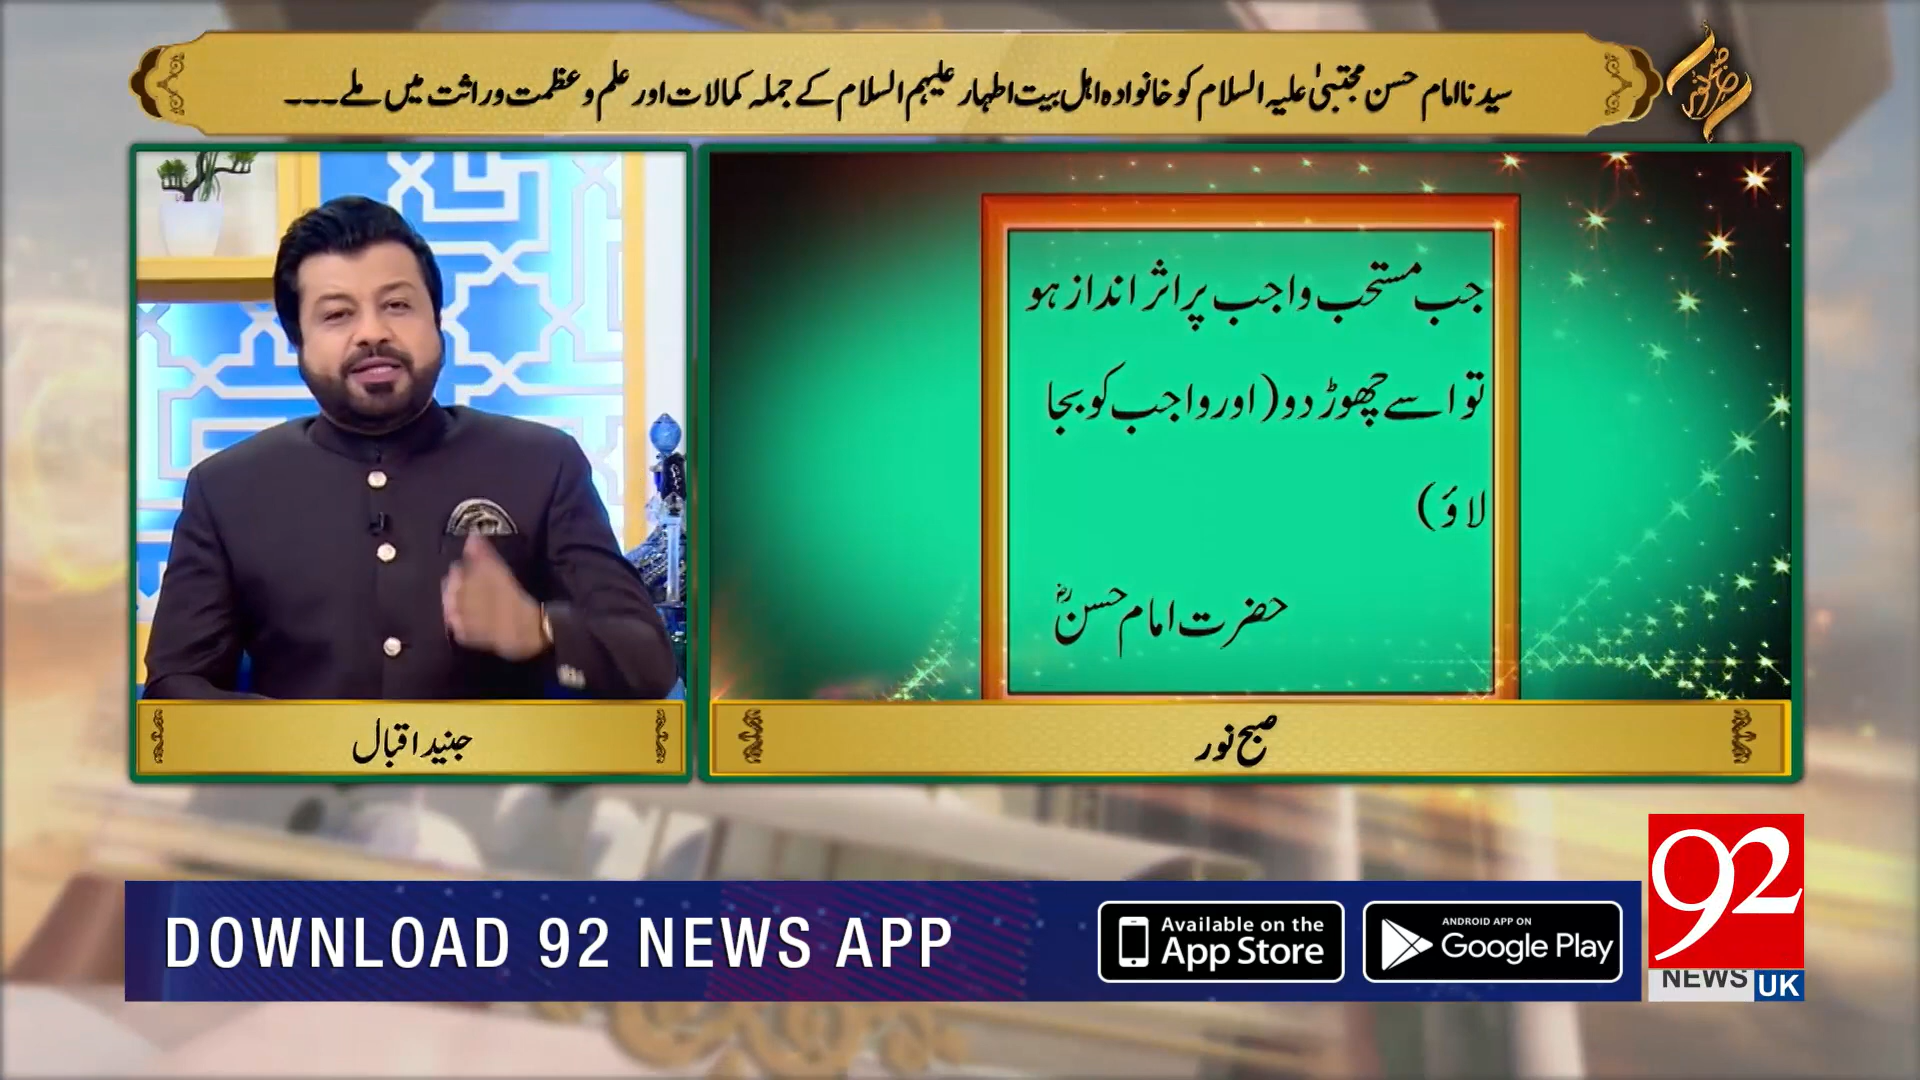 سیدنا امام حسن مجتبیٰ علیہ السلام کو خانوادہ اہل بیت اطہار علیہم السلام کے جملہ کمالات اور علم و عظمت وراثت میں ملے ۔۔۔
صبح نور
جب مستحب واجب پر اثر انداز ہو
تو اسے چھوڑ دو (اور واجب کو بجا
لاؤ)
حضرت امام حسنؓ
جنید اقبال
صبح نور
DOWNLOAD 92 NEWS APP
Available on the
App Store
ANDROID APP ON
Google Play
92
NEWS
UK